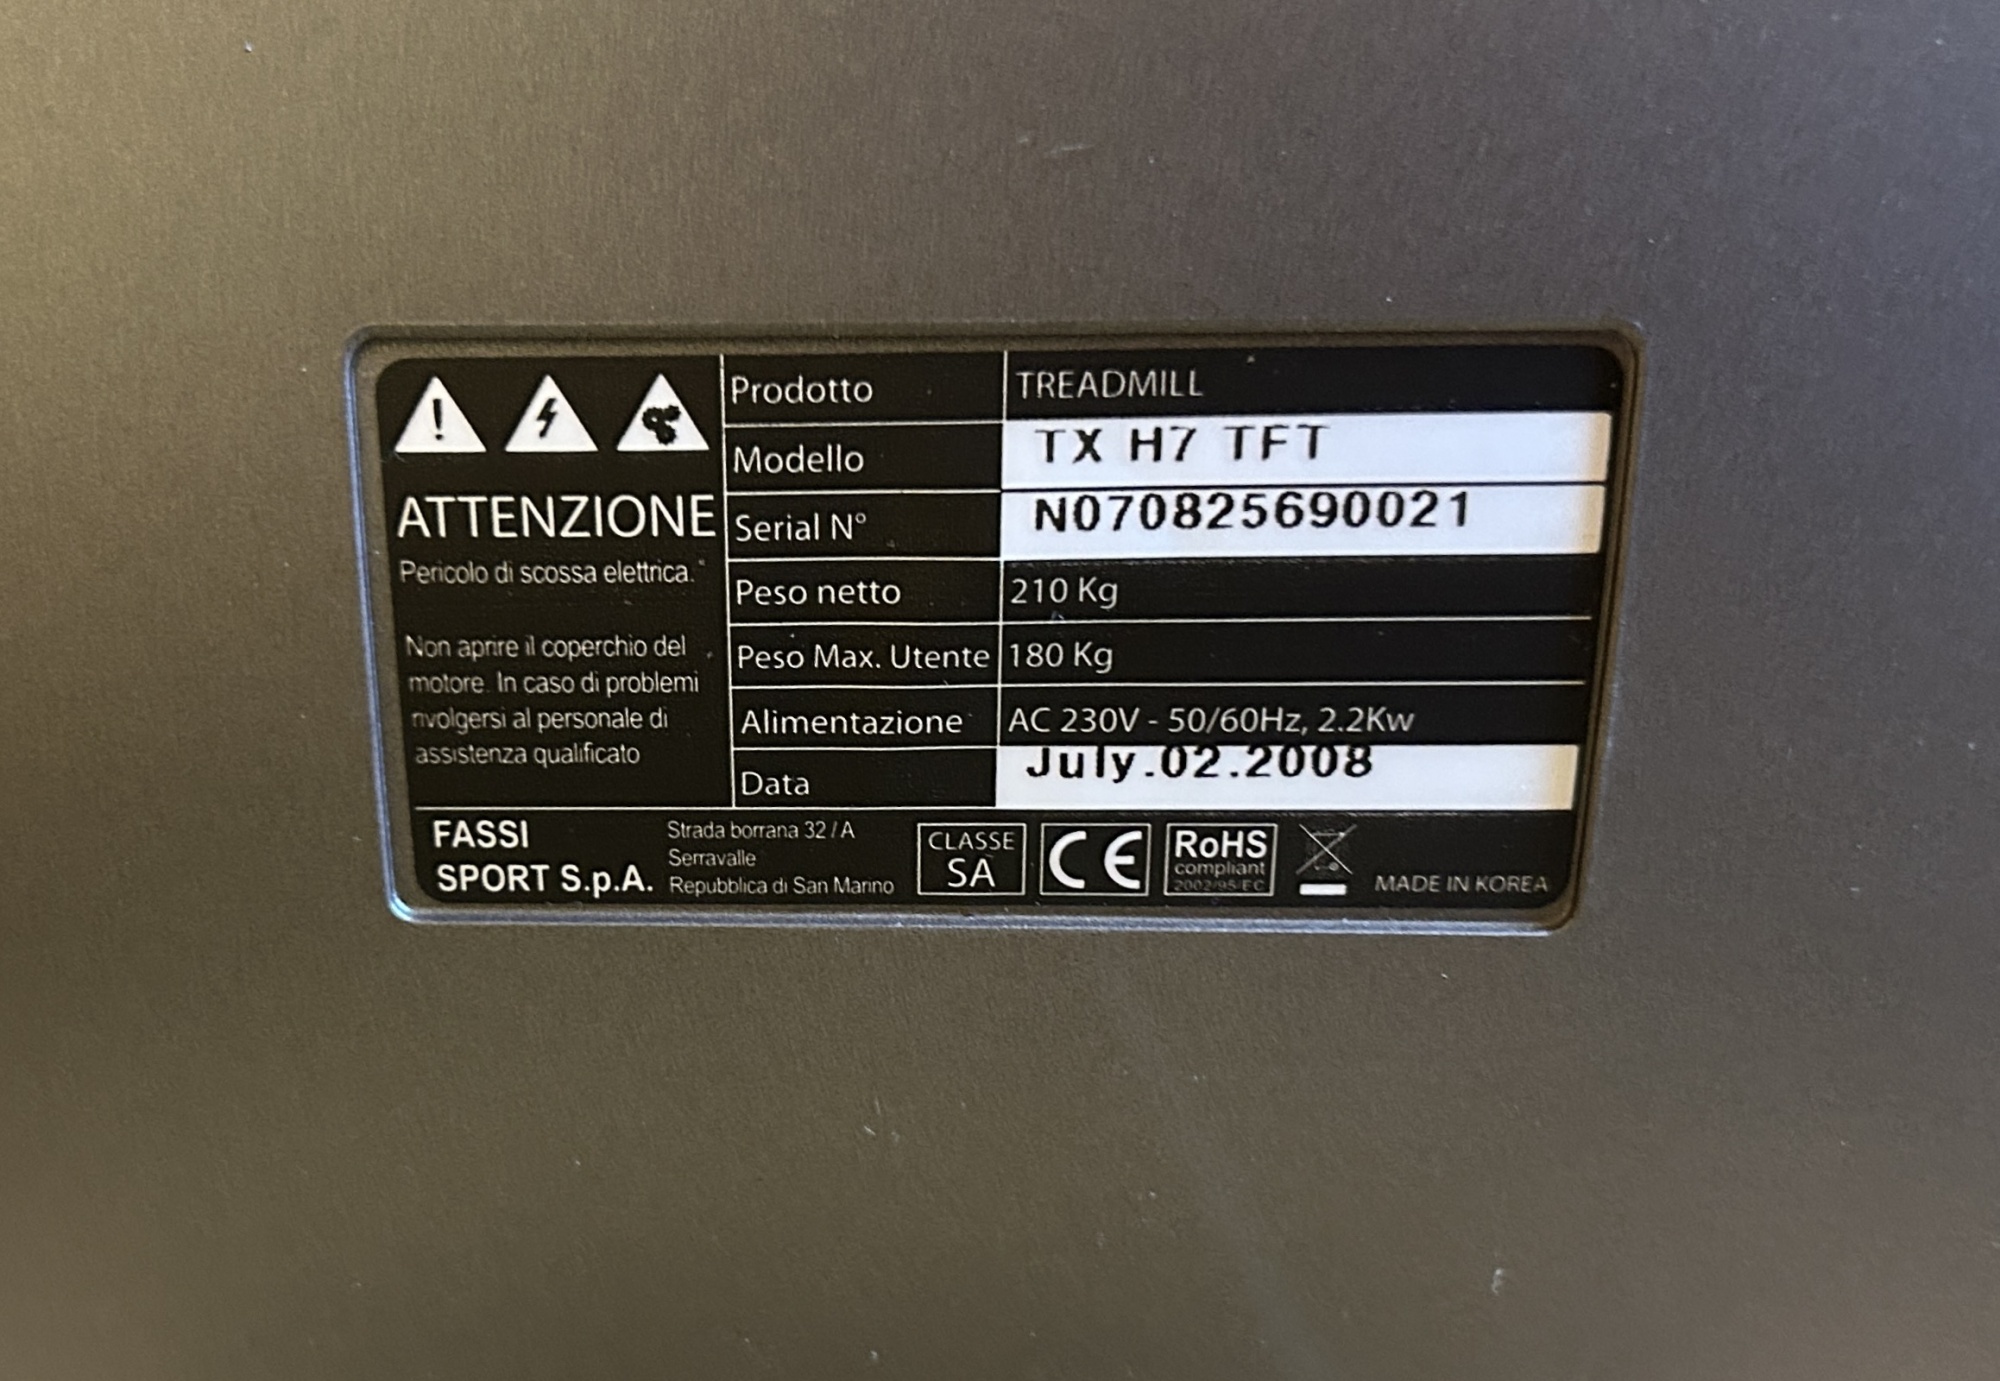 ATTENZIONE
Pericolo di scossa elettrica.
Non aprire il coperchio del
motore. In caso di problemi
rivolgersi al personale di
assistenza qualificato
Prodotto TREADMILL
Modello TX H7 TFT
Serial N° N070825690021
Peso netto 210 Kg
Peso Max. Utente 180 Kg
Alimentazione AC 230V - 50/60Hz, 2.2Kw
Data July.02.2008
FASSI
SPORT S.p.A.
Strada borrana 32 / A
Serravalle
Repubblica di San Marino
CLASSE
SA
CE
RoHS
compliant
2002/95/EC
MADE IN KOREA